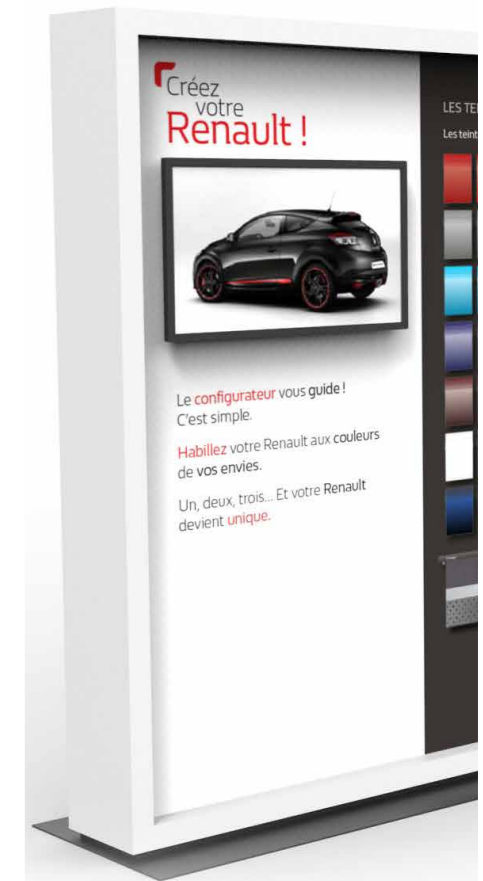 Créez
votre
Renault !
LES TEI
Les teint
Le configurateur vous guide !
C'est simple.
Habillez votre Renault aux couleurs
de vos envies.
Un, deux, trois... Et votre Renault
devient unique.